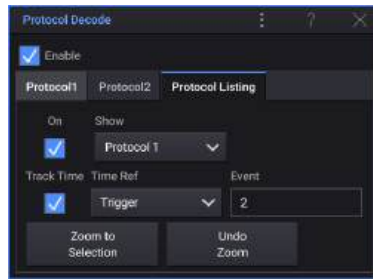 Protocol Decode ?
Enable
Protocol1 Protocol2 Protocol Listing
On Show
Protocol 1
Track Time Time Ref Event
Trigger 2
Zoom to Undo
Selection Zoom